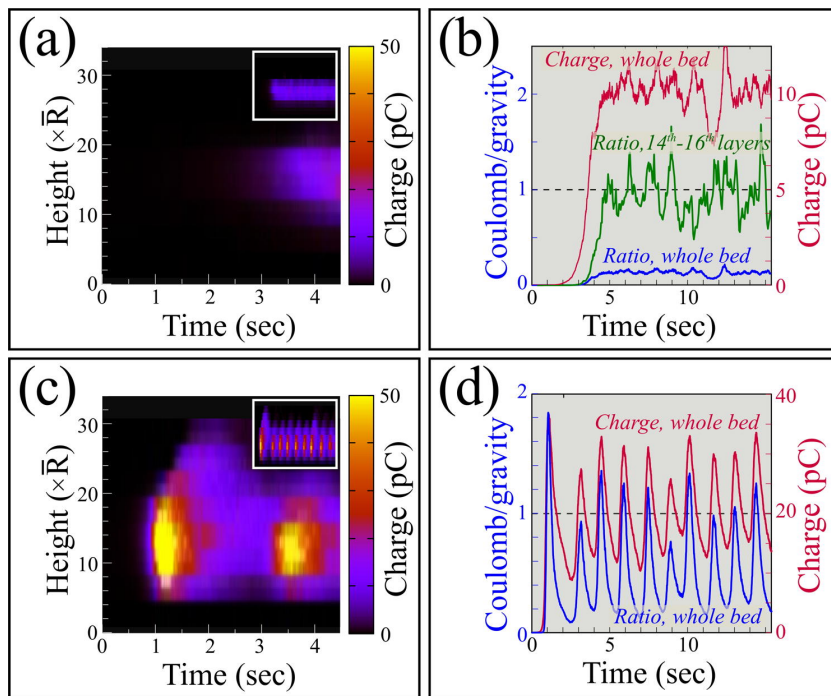 (a)
Height (×R̄)
30
20
10
0
0 1 2 3 4
Time (sec)
50
0
Charge (pC)
(b)
Coulomb/gravity
2
1
0
Charge, whole bed
Ratio,14th-16th layers
Ratio, whole bed
0 5 10
Time (sec)
10
5
0
Charge (pC)
(c)
Height (×R̄)
30
20
10
0
0 1 2 3 4
Time (sec)
50
0
Charge (pC)
(d)
Coulomb/gravity
2
1
0
Charge, whole bed
Ratio, whole bed
0 5 10
Time (sec)
40
20
0
Charge (pC)